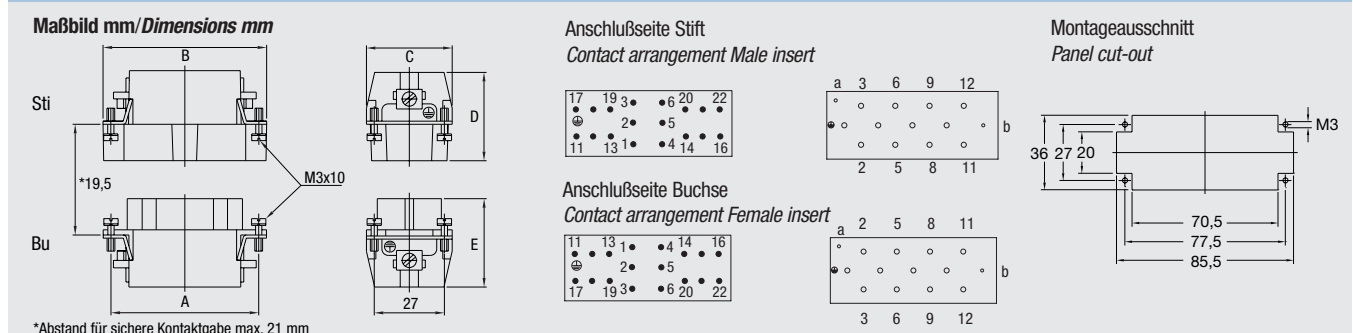 Maßbild mm/Dimensions mm
B
C
Sti
D
*19,5
M3x10
Bu
E
A
27
*Abstand für sichere Kontaktgabe max. 21 mm
Anschlußseite Stift
Contact arrangement Male insert
17 19 3 6 20 22
2 5
11 13 1 4 14 16
a 3 6 9 12
b
2 5 8 11
Anschlußseite Buchse
Contact arrangement Female insert
11 13 1 4 14 16
2 5
17 19 3 6 20 22
a 2 5 8 11
b
3 6 9 12
Montageausschnitt
Panel cut-out
M3
36 27 20
70,5
77,5
85,5